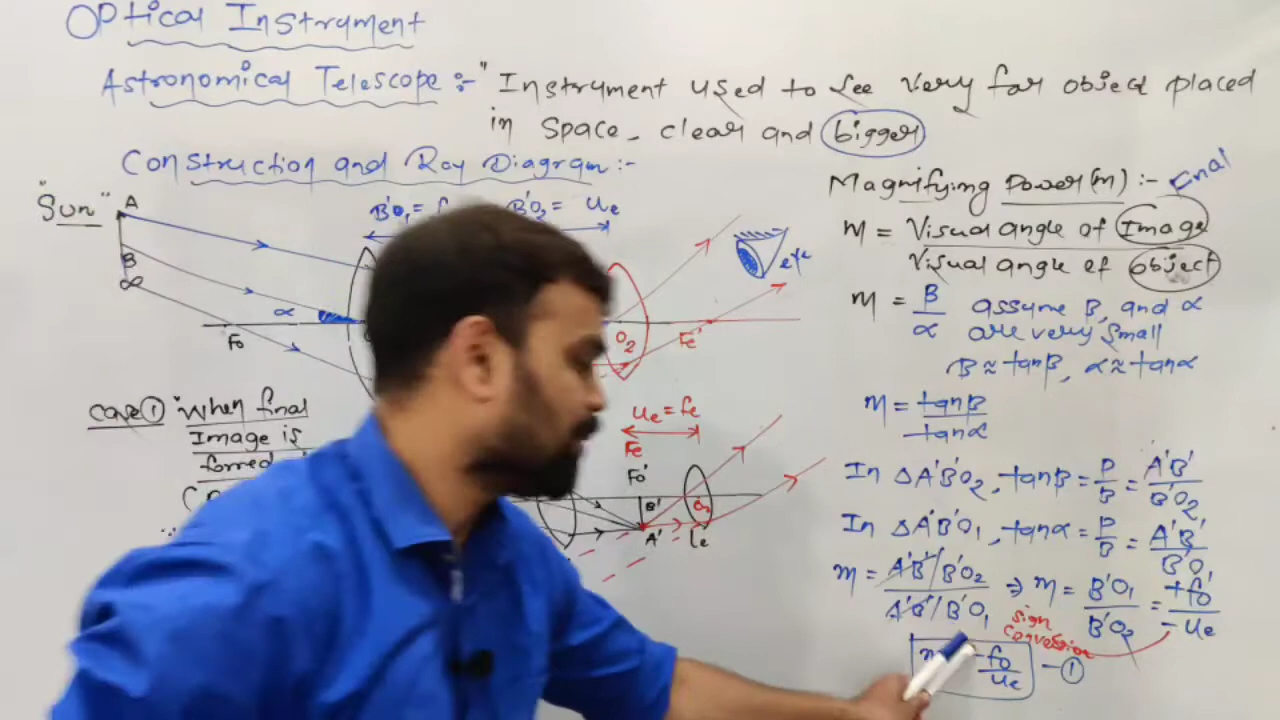 Optical Instrument
Astronomical Telescope :- "Instrument used to see very far object placed
in space, clear and bigger
Construction and Ray Diagram:-
"Sun" A
B
∞
α
Fo
B'O1 = f
B'O2 = ue
O2
Fe'
eye
case ① "when final
Image is
formed
ue = fe
Fe
Fo'
B'
A'
Le
Magnifying Power(m) :- Final
m = Visual angle of Image
Visual angle of object
m = β/α assume β, and α
are very small
β ≈ tanβ, α ≈ tanα
m = tanβ/tanα
In ΔA'B'O2, tanβ = P/B = A'B'/B'O2
In ΔA'B'O1, tanα = P/B = A'B'/B'O1
m = A'B'/B'O2 / A'B'/B'O1 ⇒ m = B'O1/B'O2 = +fo/-ue
sign
convention
m -fo/ue - ①